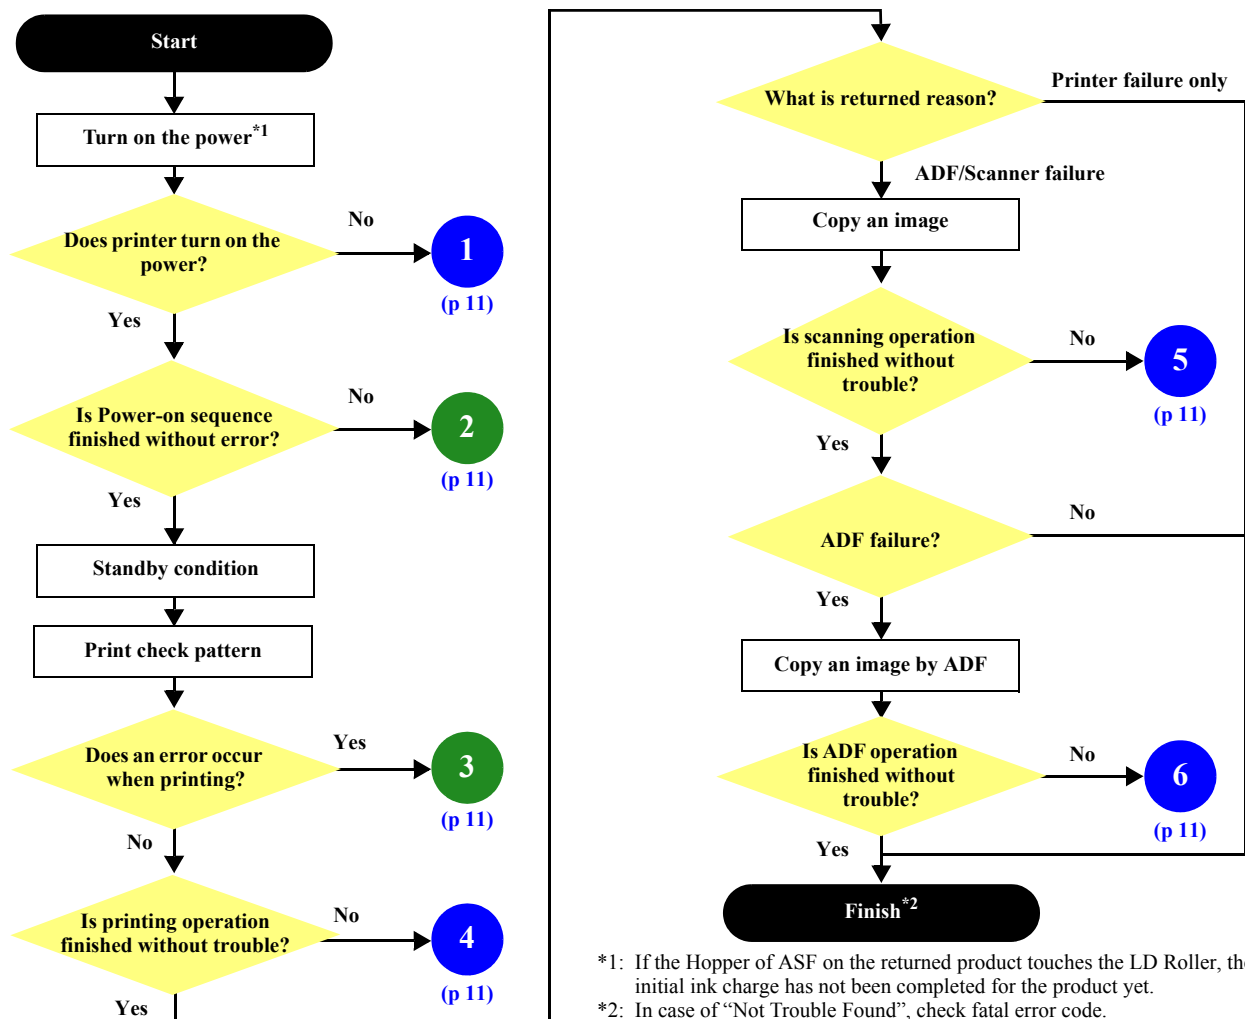 Start
Turn on the power*1
Does printer turn on the
power?
No
1
(p 11)
Yes
Is Power-on sequence
finished without error?
No
2
(p 11)
Yes
Standby condition
Print check pattern
Does an error occur
when printing?
Yes
3
(p 11)
No
Is printing operation
finished without trouble?
No
4
(p 11)
Yes
What is returned reason?
Printer failure only
ADF/Scanner failure
Copy an image
Is scanning operation
finished without
trouble?
No
5
(p 11)
Yes
ADF failure?
No
Yes
Copy an image by ADF
Is ADF operation
finished without
trouble?
No
6
(p 11)
Yes
Finish*2
*1: If the Hopper of ASF on the returned product touches the LD Roller, the
initial ink charge has not been completed for the product yet.
*2: In case of “Not Trouble Found”, check fatal error code.